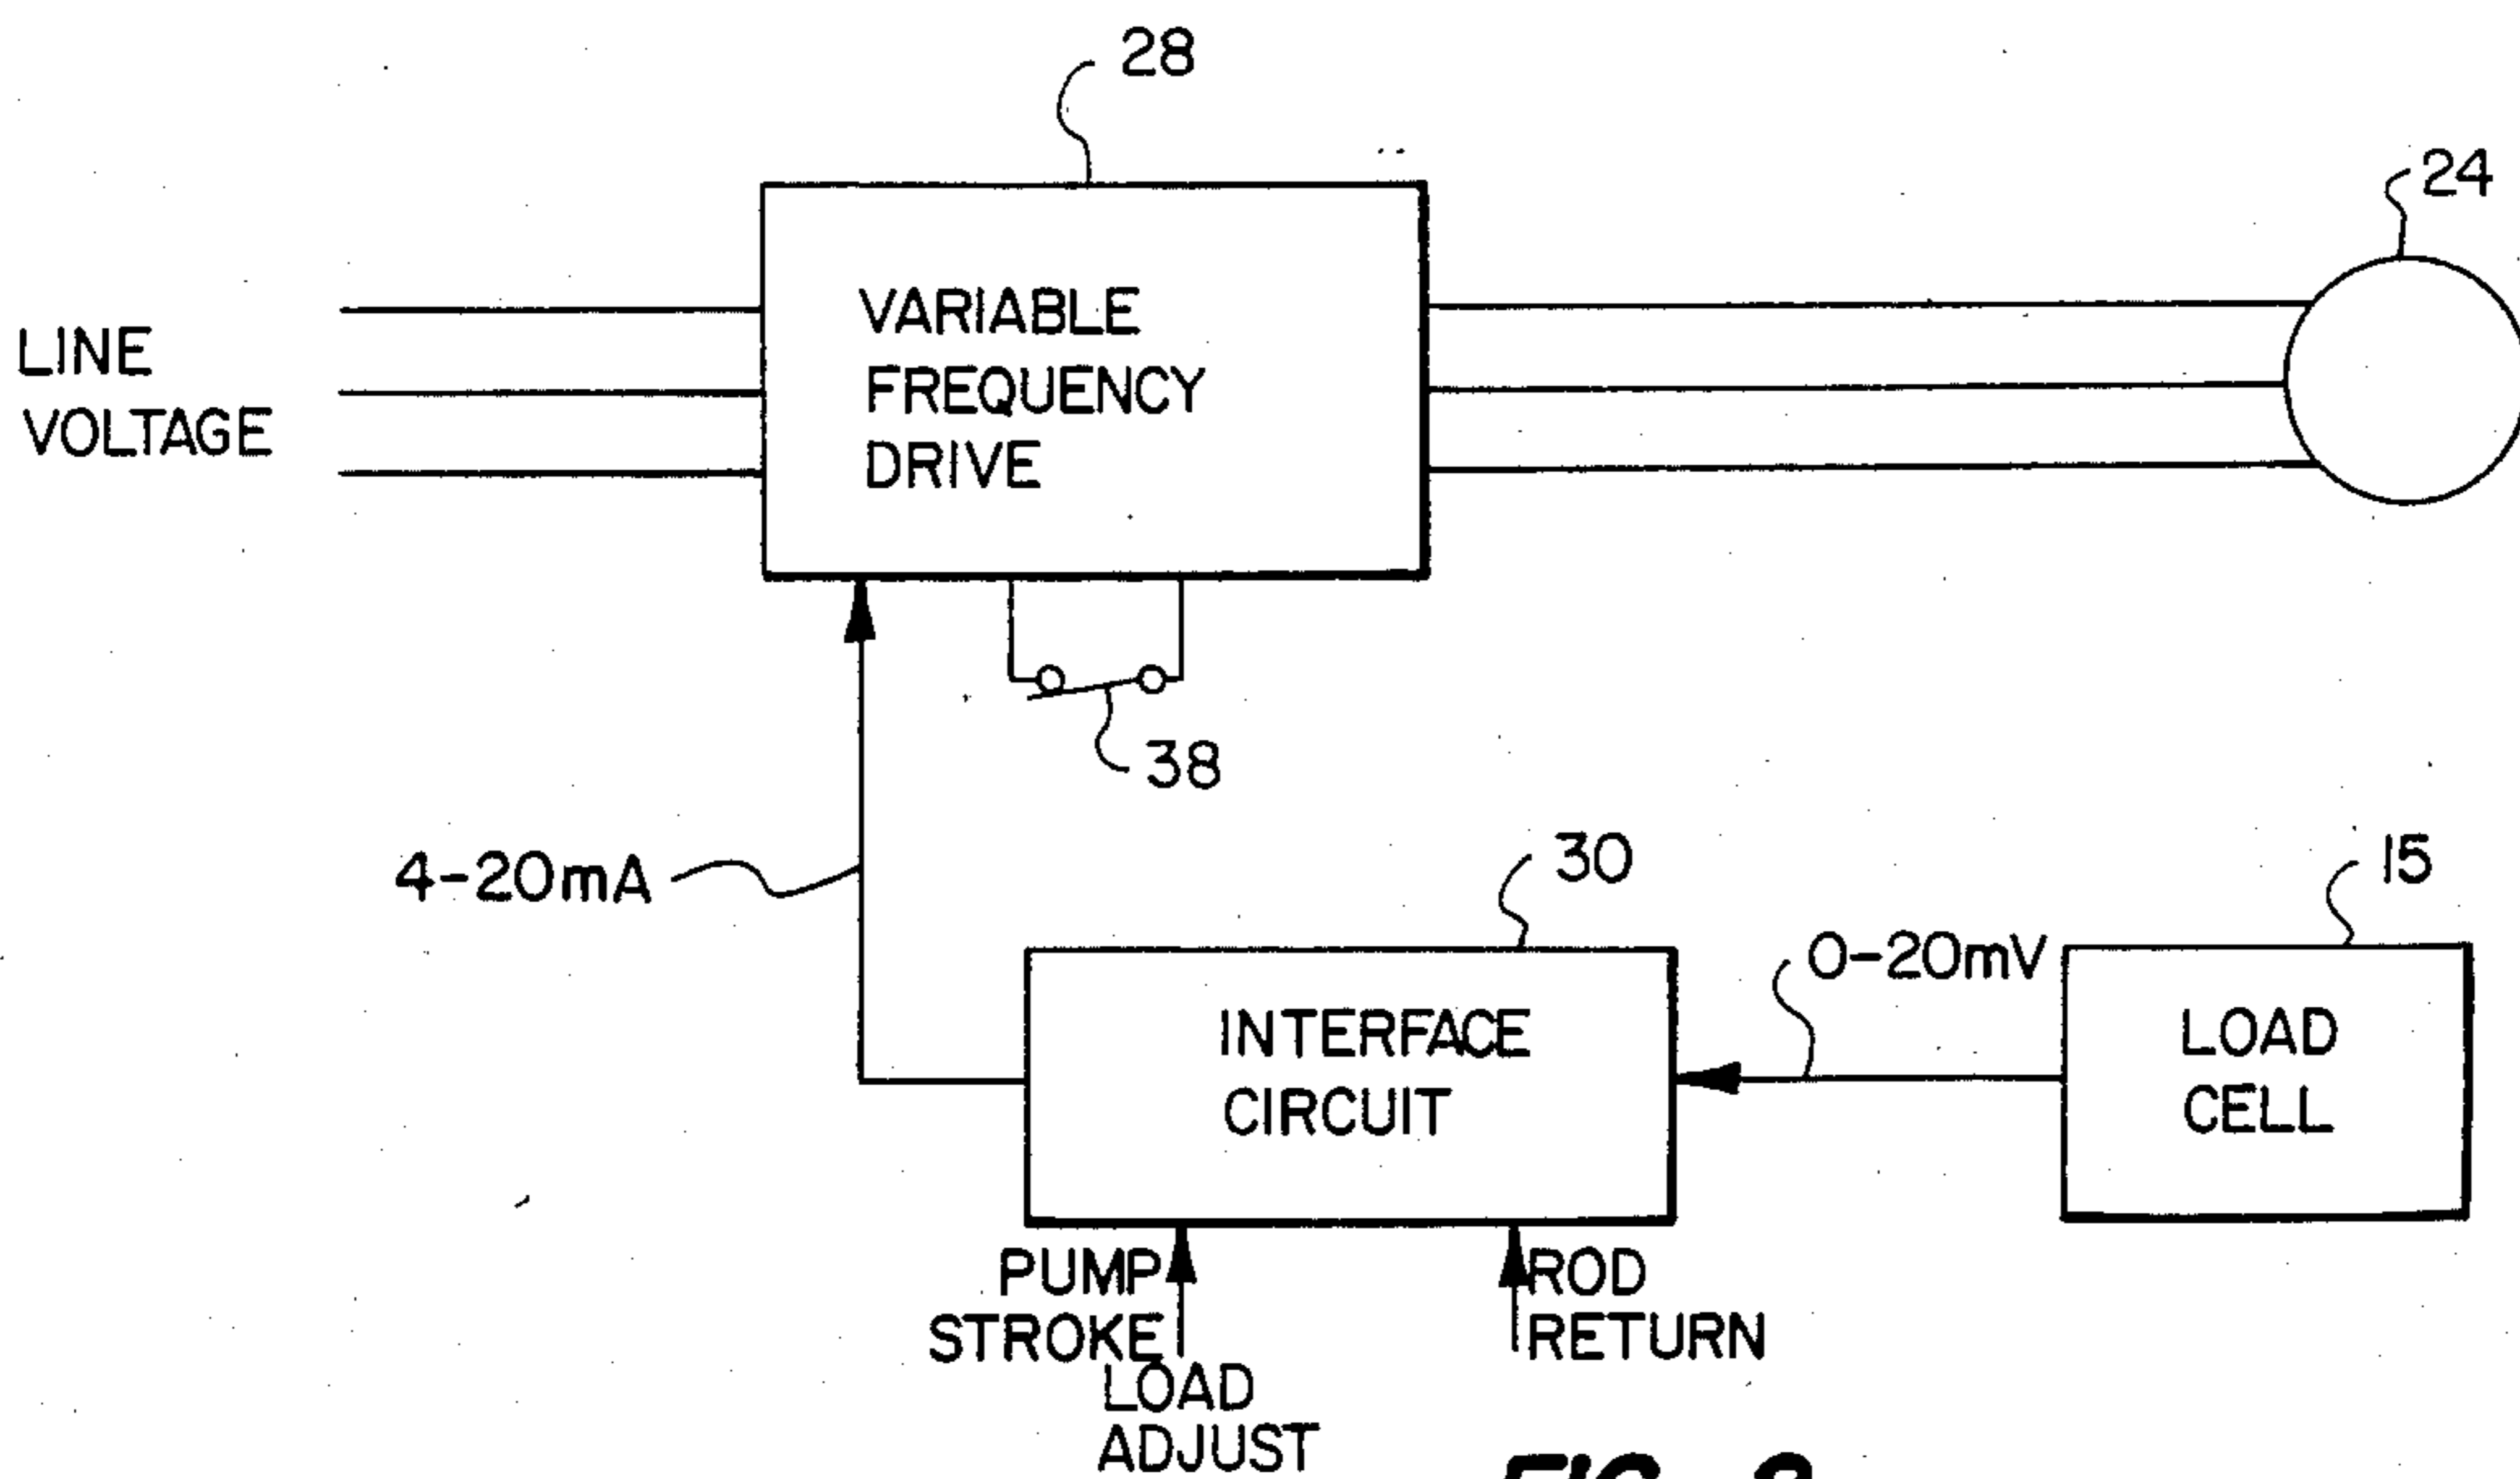 28
24
LINE
VOLTAGE
VARIABLE
FREQUENCY
DRIVE
38
4-20mA
30
15
0-20mV
INTERFACE
CIRCUIT
LOAD
CELL
PUMP
STROKE
LOAD
ADJUST
ROD
RETURN
FIG.